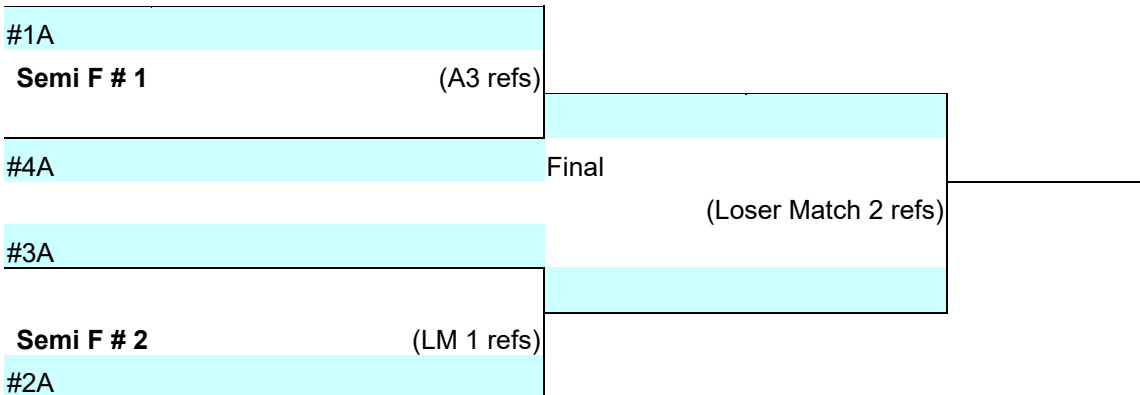 #1A
Semi F # 1 (A3 refs)
#4A Final
(Loser Match 2 refs)
#3A
Semi F # 2 (LM 1 refs)
#2A